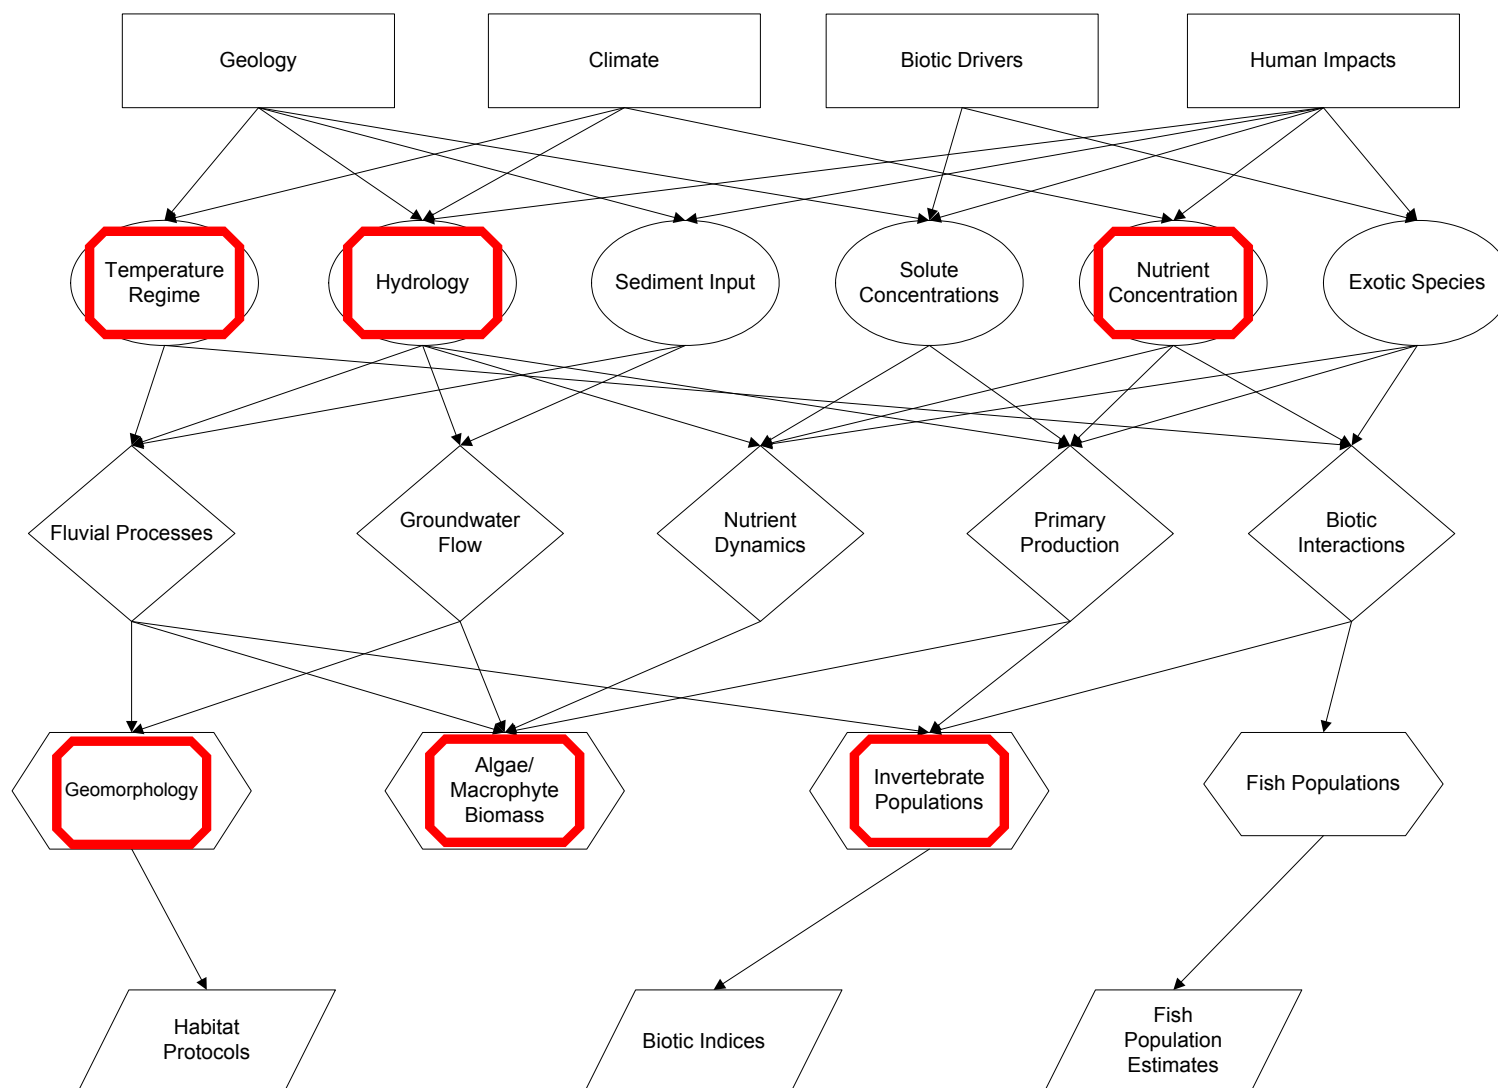 Geology
Climate
Biotic Drivers
Human Impacts
Temperature
Regime
Hydrology
Sediment Input
Solute
Concentrations
Nutrient
Concentration
Exotic Species
Fluvial Processes
Groundwater
Flow
Nutrient
Dynamics
Primary
Production
Biotic
Interactions
Geomorphology
Algae/
Macrophyte
Biomass
Invertebrate
Populations
Fish Populations
Habitat
Protocols
Biotic Indices
Fish
Population
Estimates